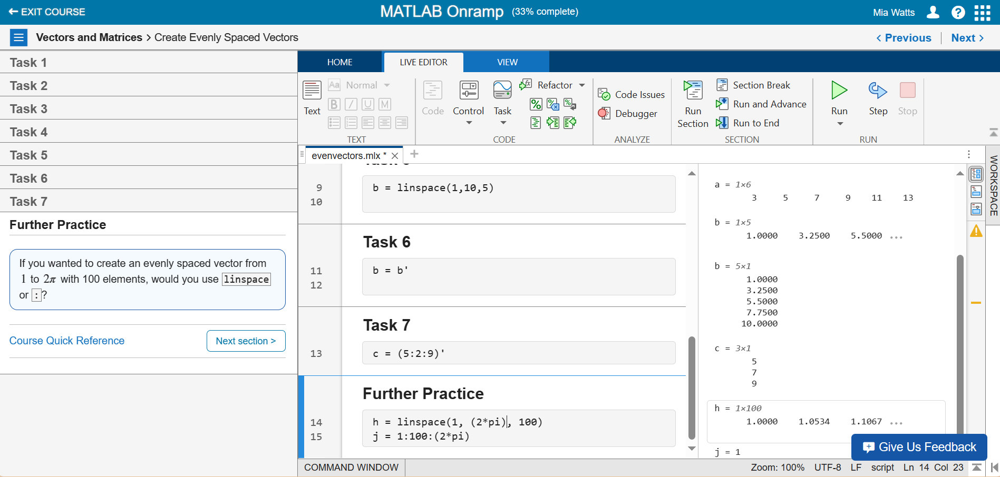 EXIT COURSE
MATLAB Onramp (33% complete)
Mia Watts
Vectors and Matrices > Create Evenly Spaced Vectors
< Previous
Next >
Task 1
Task 2
Task 3
Task 4
Task 5
Task 6
Task 7
Further Practice
If you wanted to create an evenly spaced vector from
1 to 2π with 100 elements, would you use linspace
or : ?
Course Quick Reference
Next section >
HOME
LIVE EDITOR
VIEW
Text
Aa Normal
B I U M
TEXT
Code
Control
Task
Refactor
CODE
Code Issues
Debugger
ANALYZE
Run
Section
Section Break
Run and Advance
Run to End
SECTION
Run
Step
Stop
RUN
evenvectors.mlx *
9 b = linspace(1,10,5)
10
Task 6
11 b = b'
12
Task 7
13 c = (5:2:9)'
Further Practice
14 h = linspace(1, (2*pi), 100)
15 j = 1:100:(2*pi)
a = 1×6
3 5 7 9 11 13
b = 1×5
1.0000 3.2500 5.5000 ...
b = 5×1
1.0000
3.2500
5.5000
7.7500
10.0000
c = 3×1
5
7
9
h = 1×100
1.0000 1.0534 1.1067 ...
j = 1
WORKSPACE
Give Us Feedback
COMMAND WINDOW
Zoom: 100% UTF-8 LF script Ln 14 Col 23